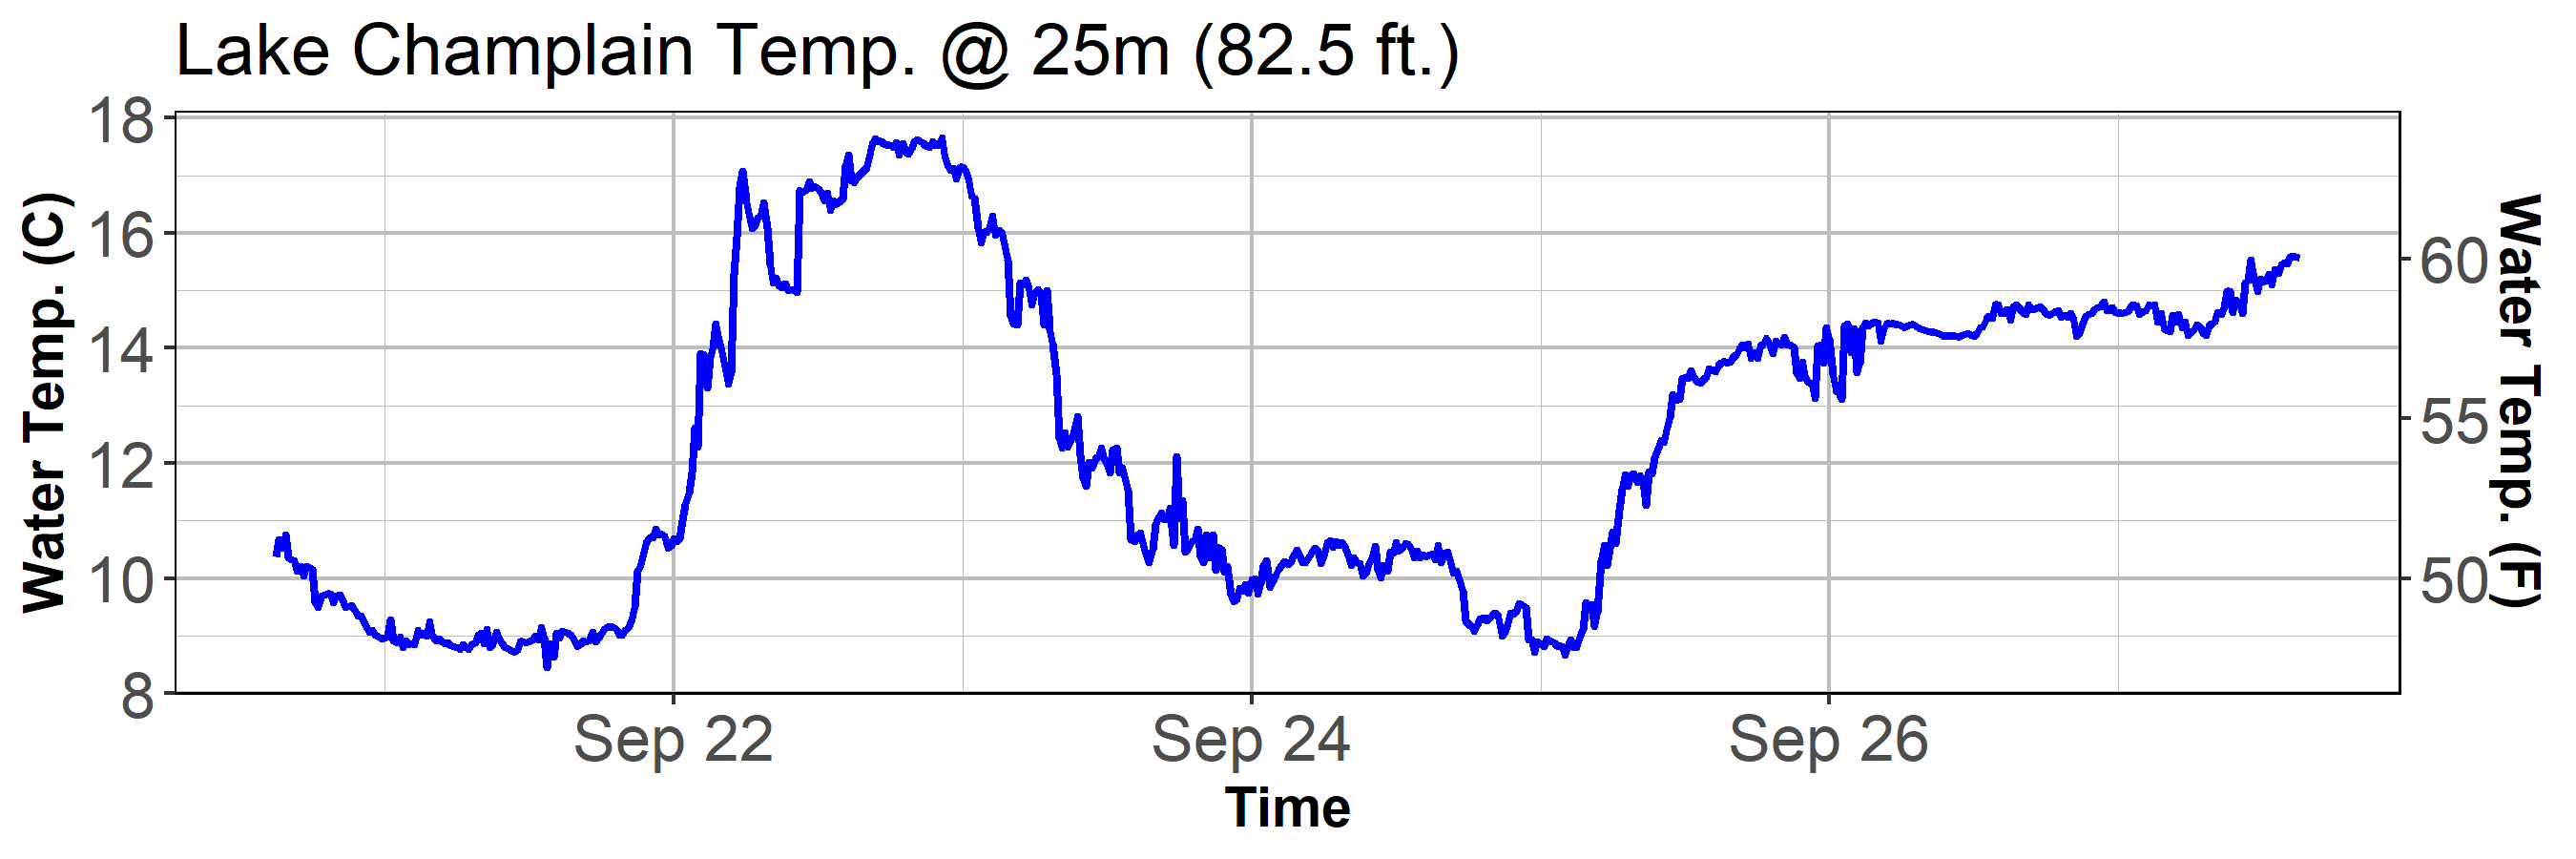 Lake Champlain Temp. @ 25m (82.5 ft.)
Water Temp. (C)
18
16
14
12
10
8
60
55
50
Water Temp. (F)
Sep 22
Sep 24
Sep 26
Time